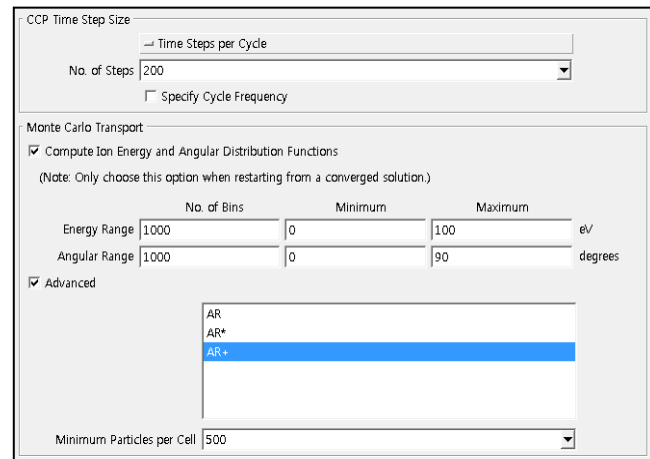 CCP Time Step Size
Time Steps per Cycle
No. of Steps 200
Specify Cycle Frequency
Monte Carlo Transport
Compute Ion Energy and Angular Distribution Functions
(Note: Only choose this option when restarting from a converged solution.)
No. of Bins Minimum Maximum
Energy Range 1000 0 100 eV
Angular Range 1000 0 90 degrees
Advanced
AR
AR*
AR+
Minimum Particles per Cell 500